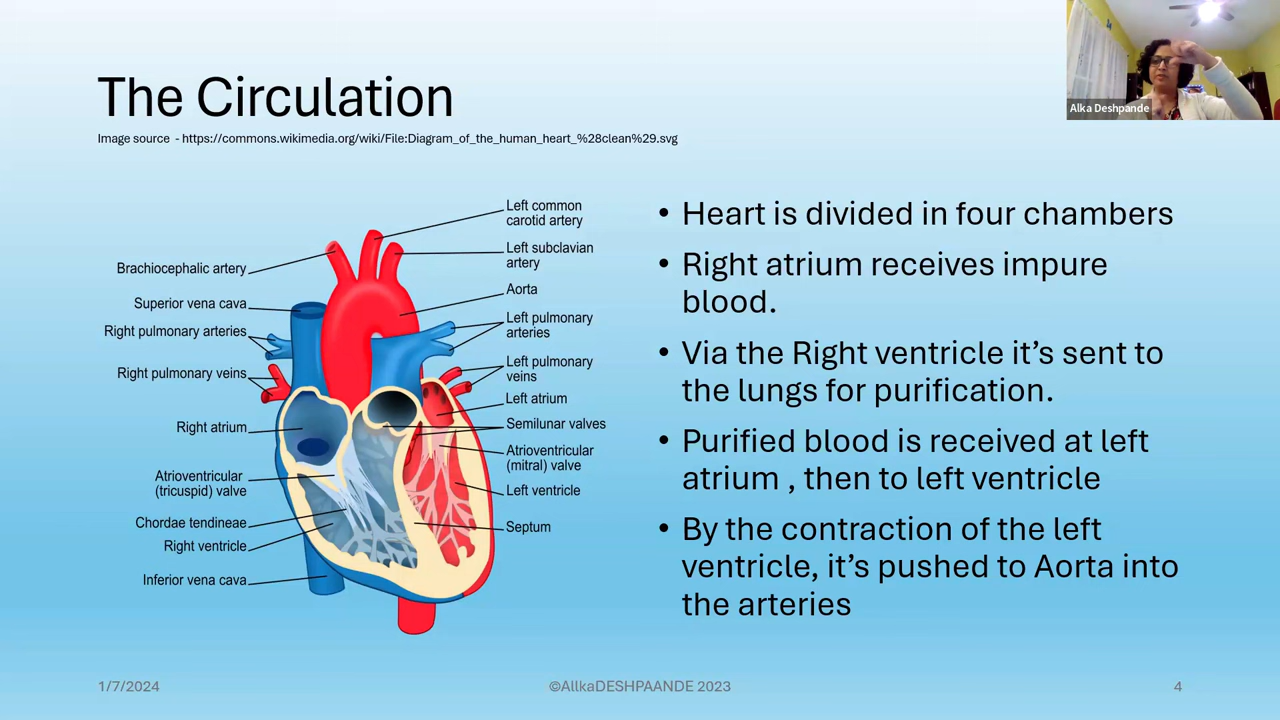 Alka Deshpande
The Circulation
Image source - https://commons.wikimedia.org/wiki/File:Diagram_of_the_human_heart_%28clean%29.svg
Brachiocephalic artery
Superior vena cava
Right pulmonary arteries
Right pulmonary veins
Right atrium
Atrioventricular
(tricuspid) valve
Chordae tendineae
Right ventricle
Inferior vena cava
Left common
carotid artery
Left subclavian
artery
Aorta
Left pulmonary
arteries
Left pulmonary
veins
Left atrium
Semilunar valves
Atrioventricular
(mitral) valve
Left ventricle
Septum
• Heart is divided in four chambers
• Right atrium receives impure
blood.
• Via the Right ventricle it’s sent to
the lungs for purification.
• Purified blood is received at left
atrium , then to left ventricle
• By the contraction of the left
ventricle, it’s pushed to Aorta into
the arteries
1/7/2024
©AllkaDESHPAANDE 2023
4